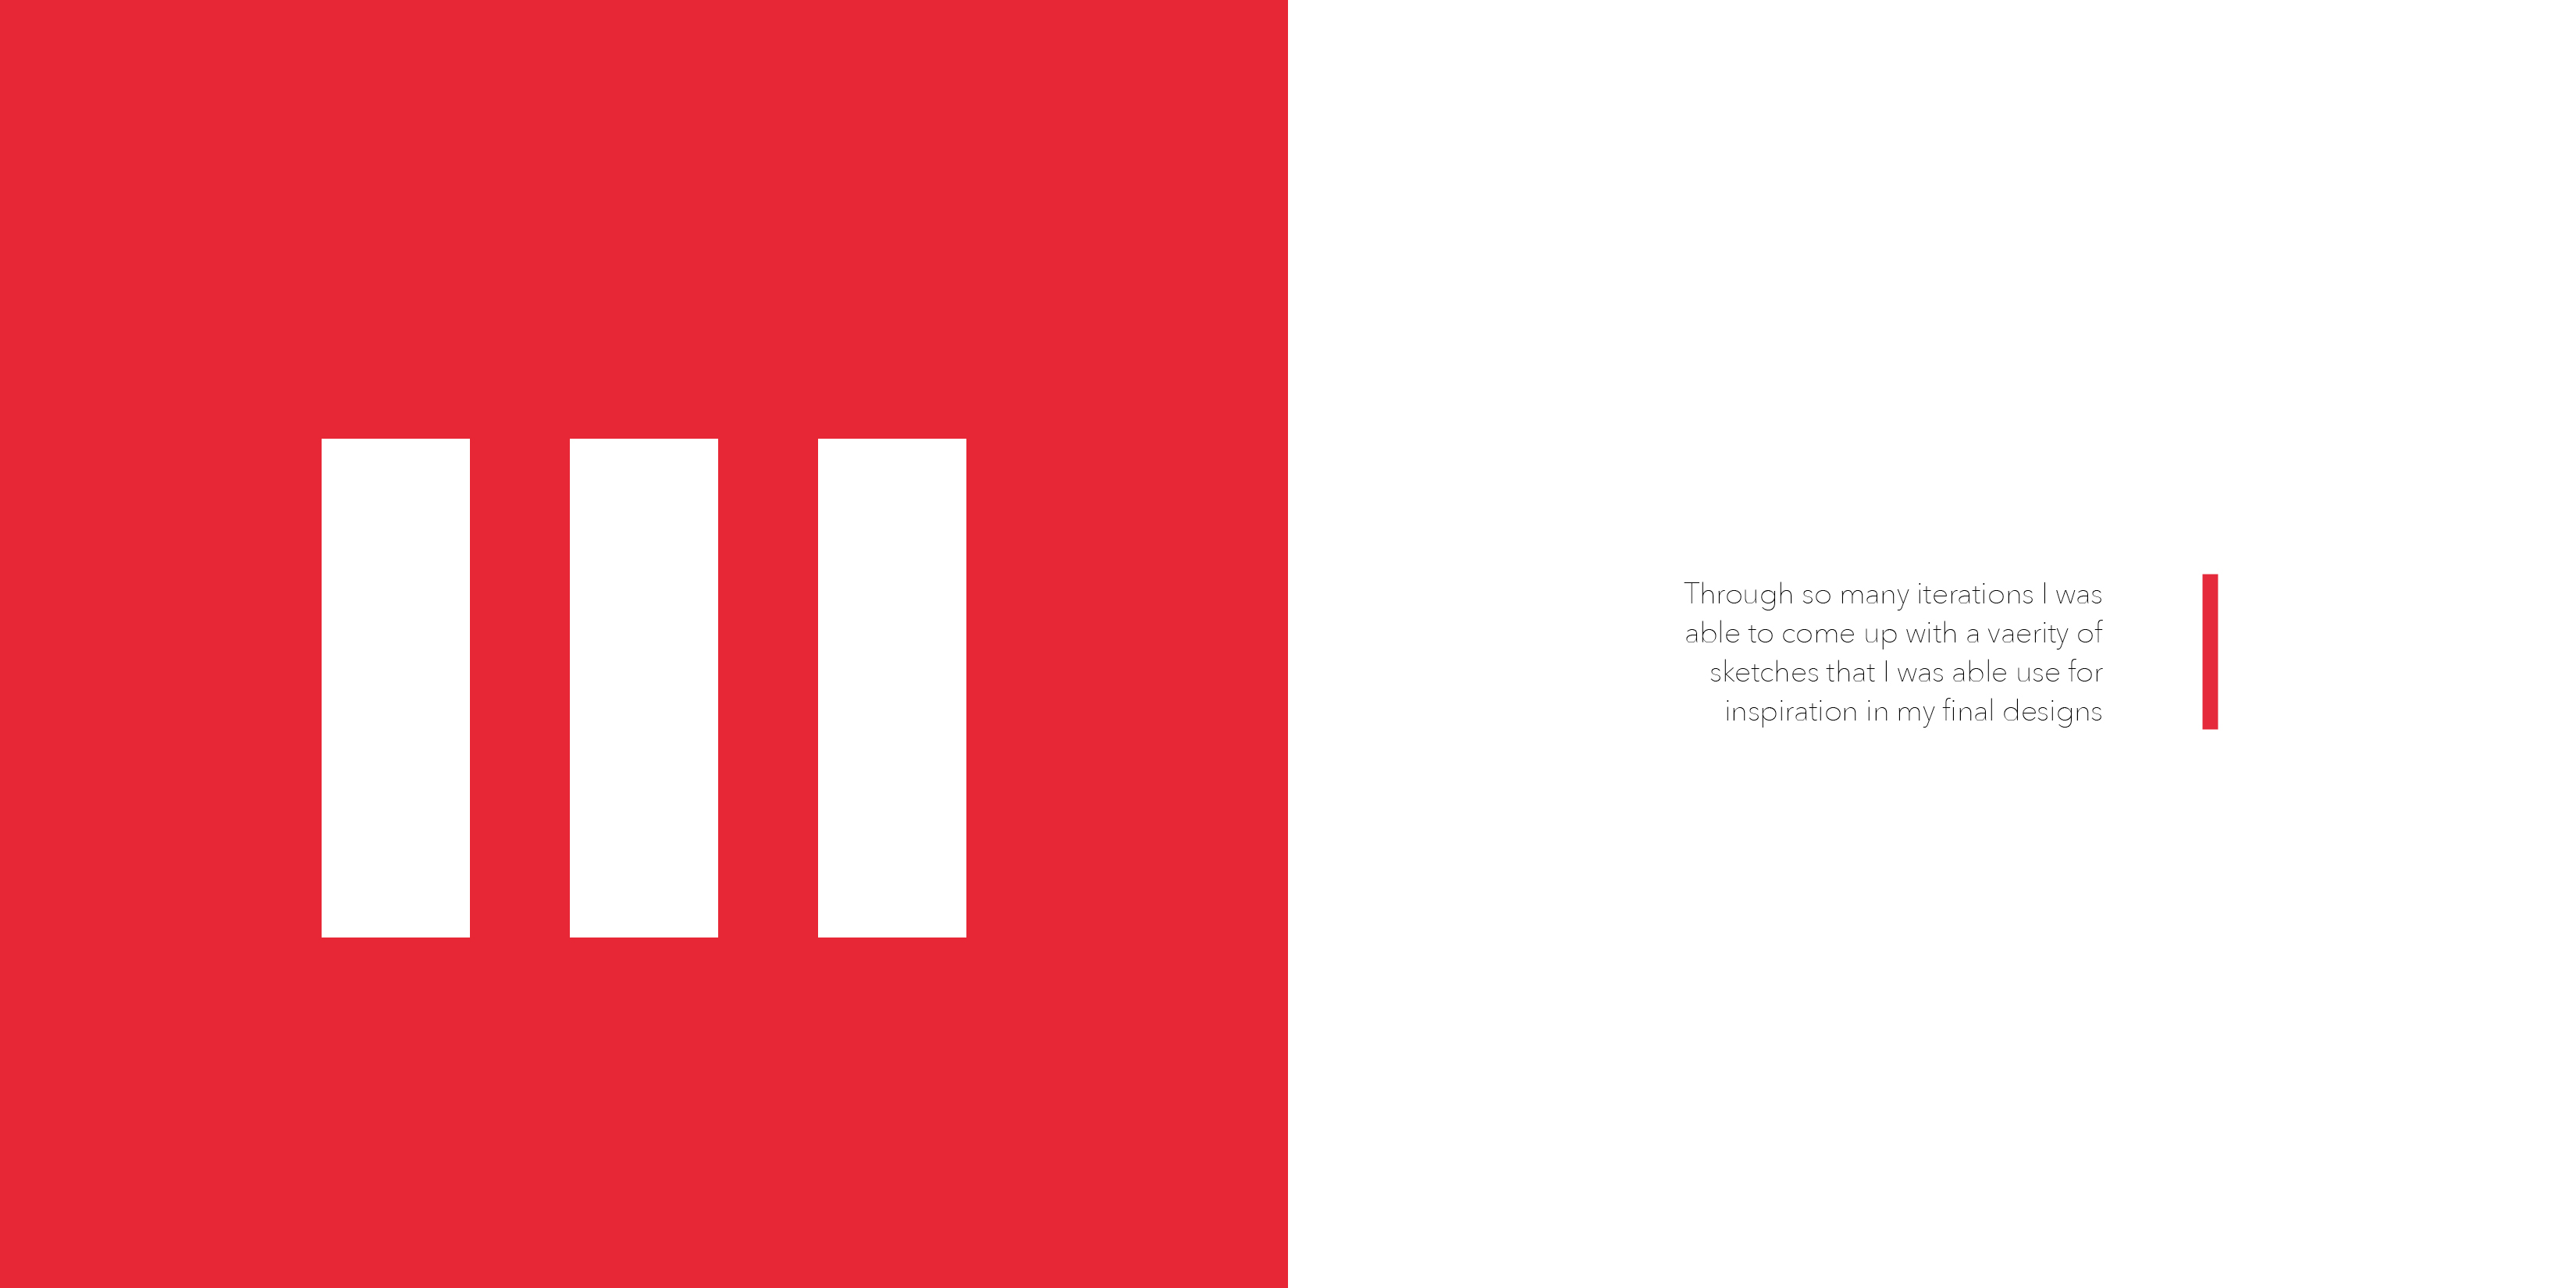 Through so many iterations I was
able to come up with a vaerity of
sketches that I was able use for
inspiration in my final designs